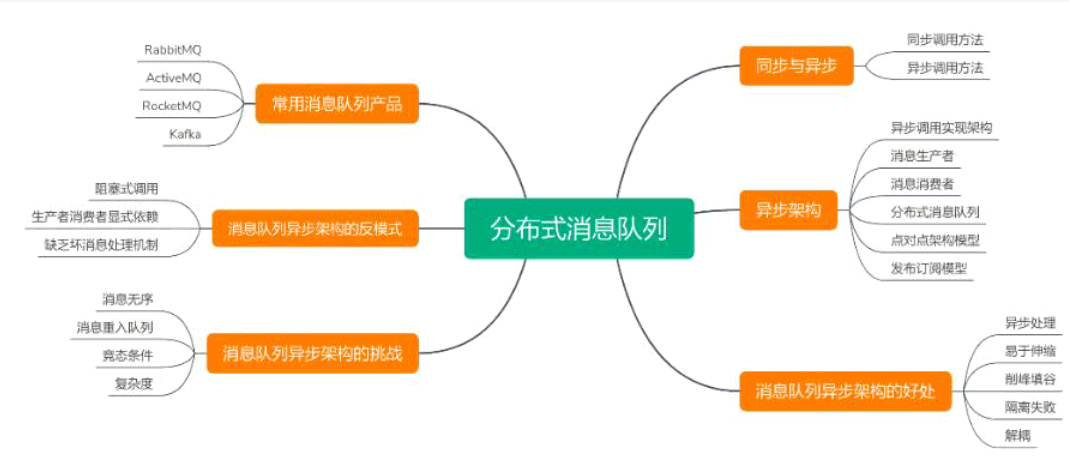 分布式消息队列
同步与异步
同步调用方法
异步调用方法
异步架构
异步调用实现架构
消息生产者
消息消费者
分布式消息队列
点对点架构模型
发布订阅模型
消息队列异步架构的好处
异步处理
易于伸缩
削峰填谷
隔离失败
解耦
常用消息队列产品
RabbitMQ
ActiveMQ
RocketMQ
Kafka
消息队列异步架构的反模式
阻塞式调用
生产者消费者显式依赖
缺乏坏消息处理机制
消息队列异步架构的挑战
消息无序
消息重入队列
竞态条件
复杂度